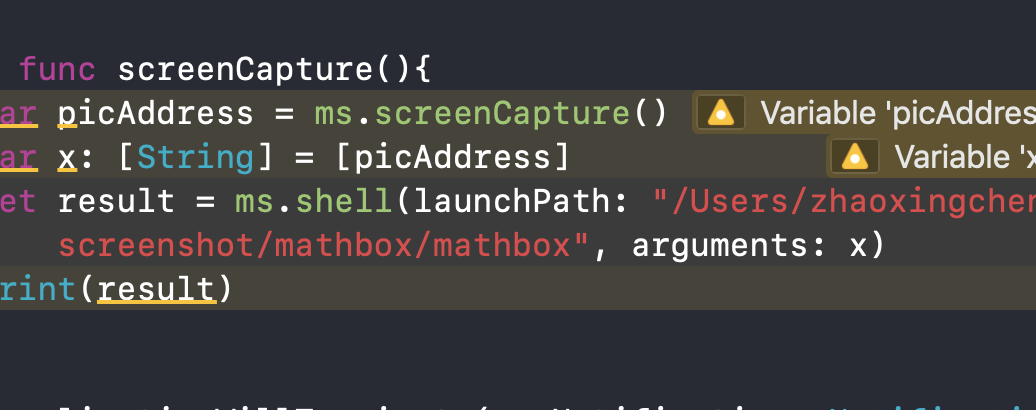 func screenCapture(){
ar picAddress = ms.screenCapture() Variable 'picAddres
ar x: [String] = [picAddress] Variable 'x
et result = ms.shell(launchPath: "/Users/zhaoxingchen
screenshot/mathbox/mathbox", arguments: x)
rint(result)